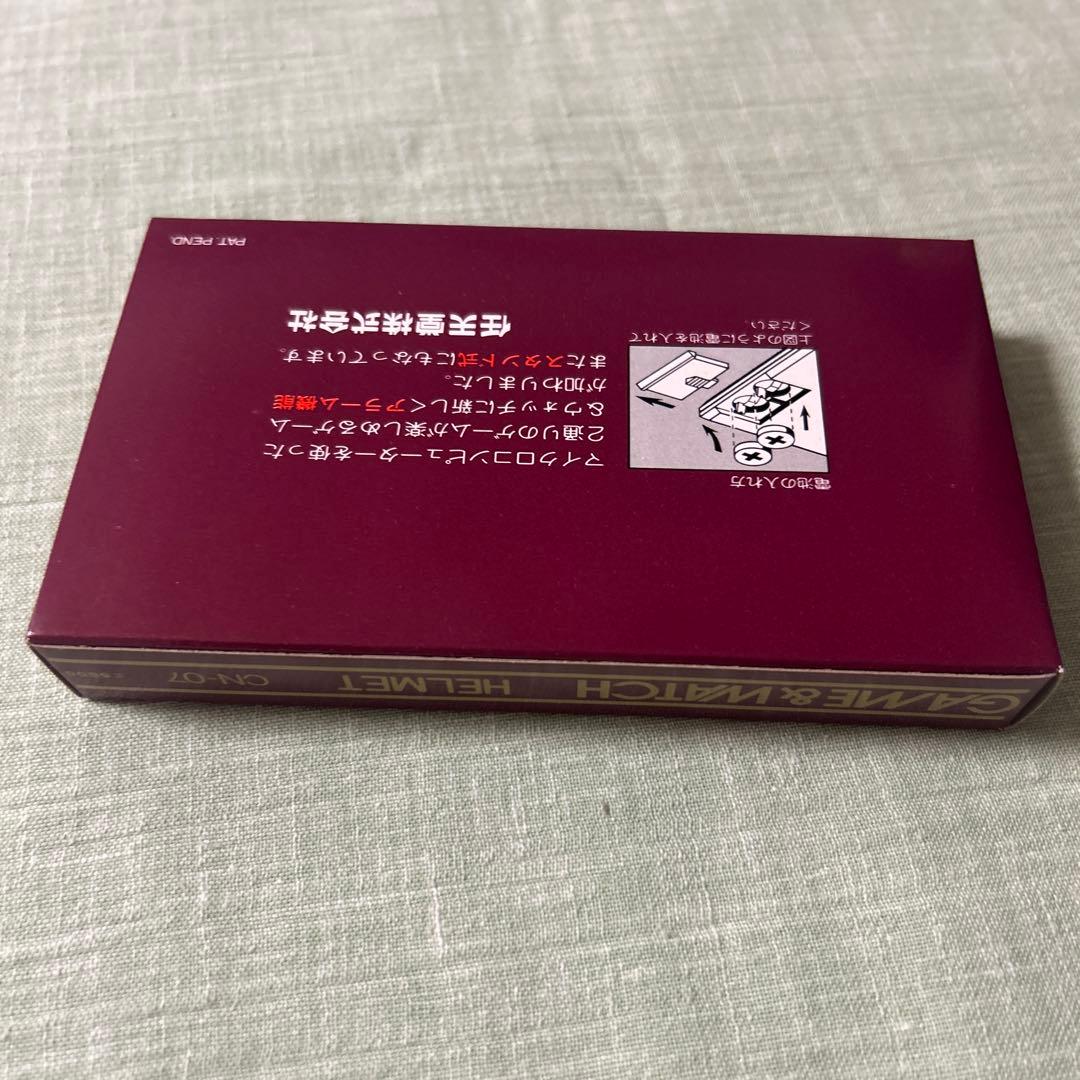 GAME&WATCH HELMET CN-07
電池の入れ方
上図のように電池を入れて
ください。
マイクロコンピューターを使った
2通りのゲームが楽しめるゲーム
&ウォッチに新しくアラーム機能
が加わりました。
またスタンド式にもなっています。
任天堂株式会社
PAT. PEND.